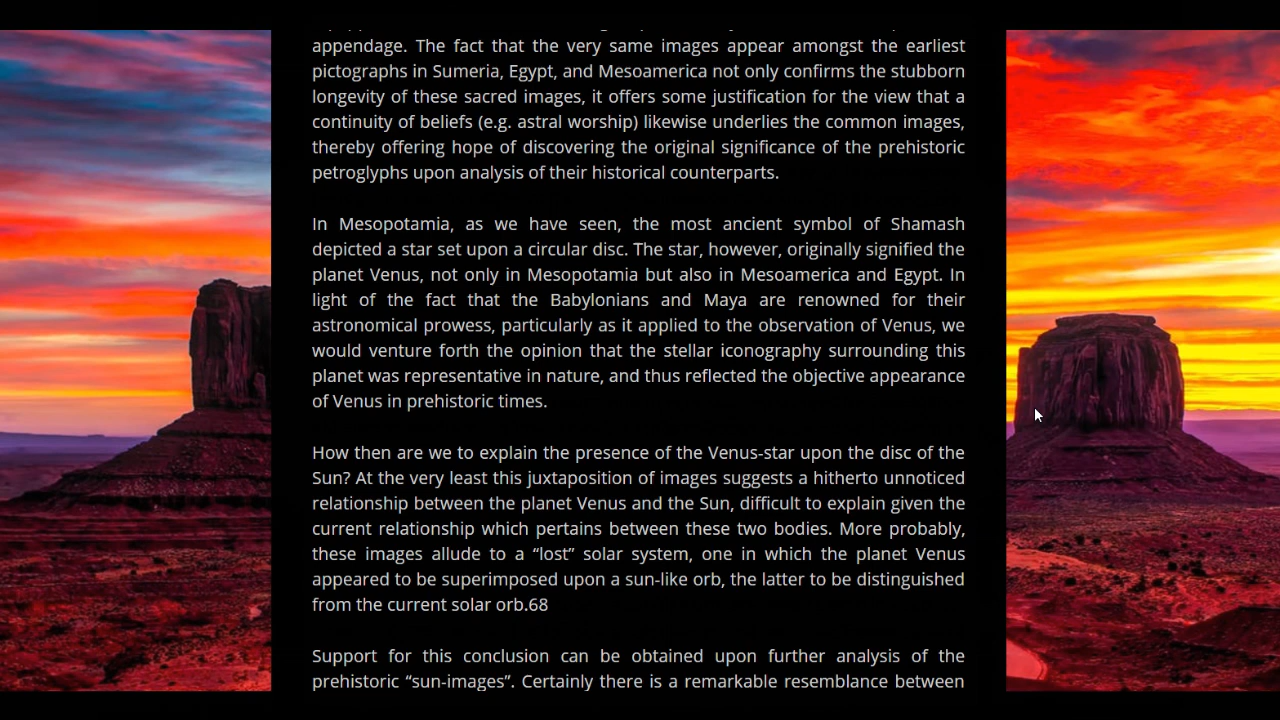 appendage. The fact that the very same images appear amongst the earliest
pictographs in Sumeria, Egypt, and Mesoamerica not only confirms the stubborn
longevity of these sacred images, it offers some justification for the view that a
continuity of beliefs (e.g. astral worship) likewise underlies the common images,
thereby offering hope of discovering the original significance of the prehistoric
petroglyphs upon analysis of their historical counterparts.
In Mesopotamia, as we have seen, the most ancient symbol of Shamash
depicted a star set upon a circular disc. The star, however, originally signified the
planet Venus, not only in Mesopotamia but also in Mesoamerica and Egypt. In
light of the fact that the Babylonians and Maya are renowned for their
astronomical prowess, particularly as it applied to the observation of Venus, we
would venture forth the opinion that the stellar iconography surrounding this
planet was representative in nature, and thus reflected the objective appearance
of Venus in prehistoric times.
How then are we to explain the presence of the Venus-star upon the disc of the
Sun? At the very least this juxtaposition of images suggests a hitherto unnoticed
relationship between the planet Venus and the Sun, difficult to explain given the
current relationship which pertains between these two bodies. More probably,
these images allude to a “lost” solar system, one in which the planet Venus
appeared to be superimposed upon a sun-like orb, the latter to be distinguished
from the current solar orb.68
Support for this conclusion can be obtained upon further analysis of the
prehistoric “sun-images”. Certainly there is a remarkable resemblance between